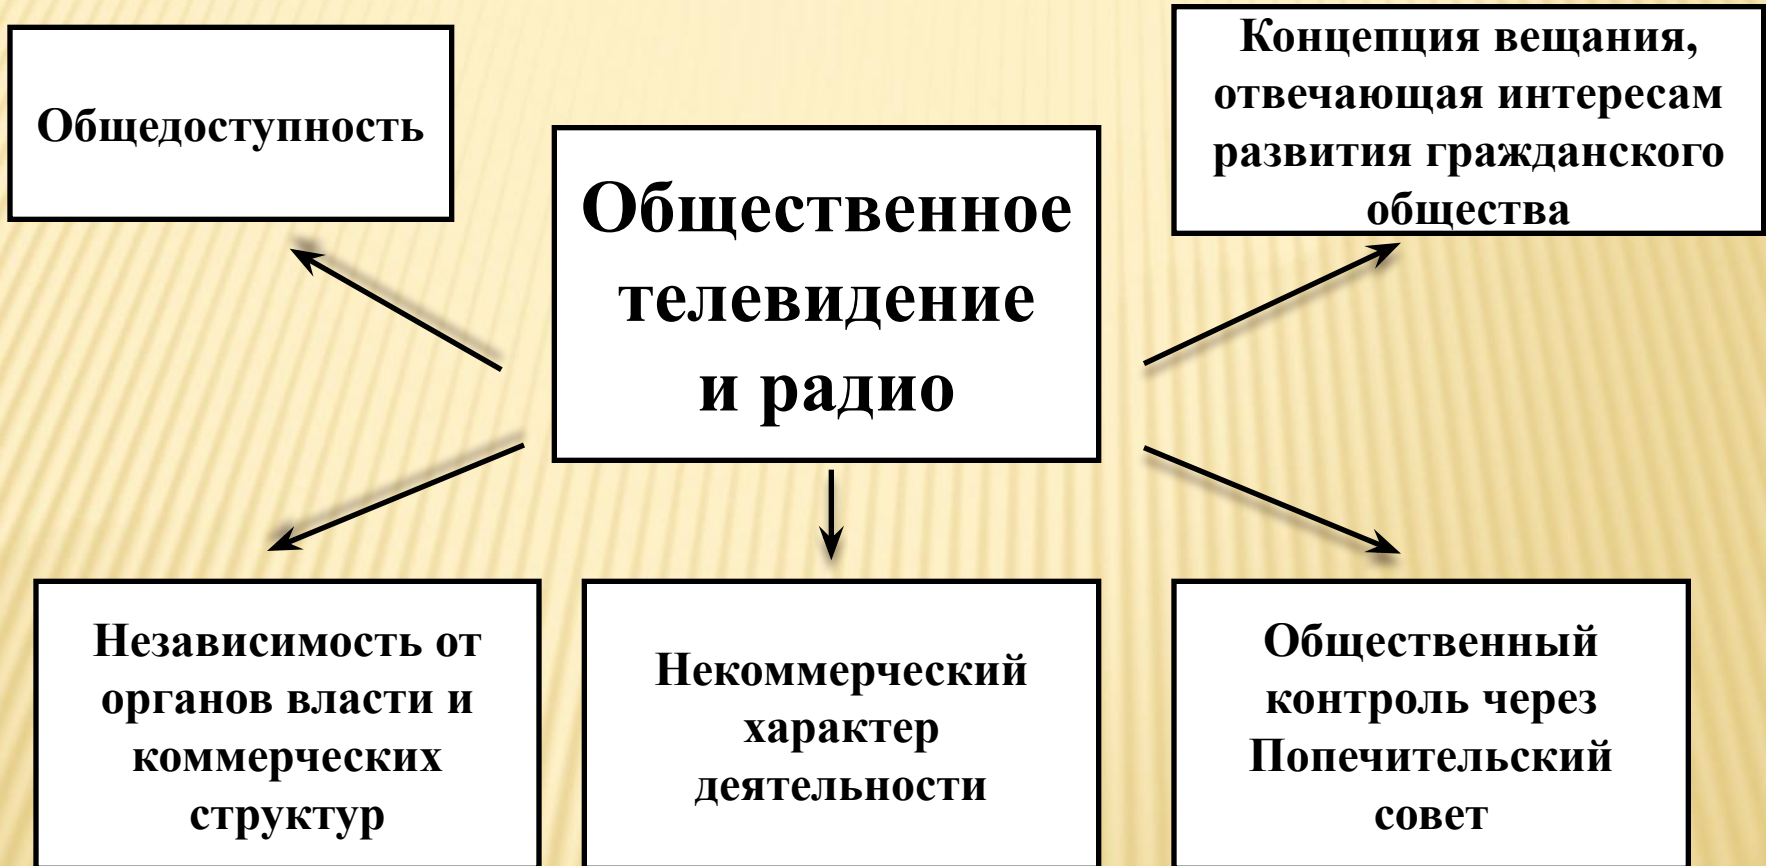 Общедоступность
Концепция вещания,
отвечающая интересам
развития гражданского
общества
Общественное
телевидение
и радио
Независимость от
органов власти и
коммерческих
структур
Некоммерческий
характер
деятельности
Общественный
контроль через
Попечительский
совет